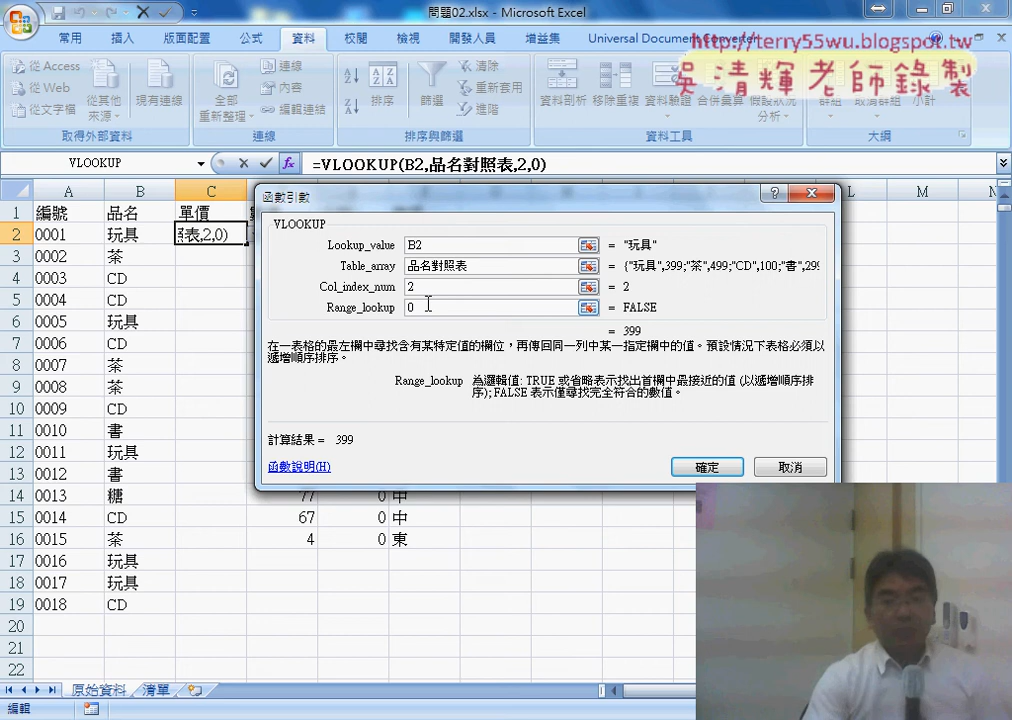 問題02.xlsx - Microsoft Excel
常用 插入 版面配置 公式 資料 校閱 檢視 開發人員 增益集 Universal Document Converter
http://terry55wu.blogspot.tw
吳清輝老師錄製
從 Access
從 Web
從文字檔
從其他來源
現有連線
全部重新整理
連線
內容
編輯連結
排序
篩選
清除
重新套用
進階
資料剖析 移除重複 資料驗證 合併彙算 假設狀況分析
群組 取消群組 小計
取得外部資料 連線 排序與篩選 資料工具 大綱
VLOOKUP =VLOOKUP(B2,品名對照表,2,0)
A B C L M N
1 編號 品名 單價
2 0001 玩具 表,2,0)
3 0002 茶
4 0003 CD
5 0004 CD
6 0005 玩具
7 0006 CD
8 0007 茶
9 0008 茶
10 0009 CD
11 0010 書
12 0011 玩具
13 0012 書
14 0013 糖 77 0 中
15 0014 CD 67 0 中
16 0015 茶 4 0 東
17 0016 玩具
18 0017 玩具
19 0018 CD
20
21
22
函數引數
VLOOKUP
Lookup_value B2 = "玩具"
Table_array 品名對照表 = {"玩具",399;"茶",499;"CD",100;"書",299
Col_index_num 2 = 2
Range_lookup 0 = FALSE
= 399
在一表格的最左欄中尋找含有某特定值的欄位，再傳回同一列中某一指定欄中的值。預設情況下表格必須以遞增順序排序。
Range_lookup 為邏輯值: TRUE 或省略表示找出首欄中最接近的值 (以遞增順序排序); FALSE 表示僅尋找完全符合的數值。
計算結果 = 399
函數說明(H)
確定 取消
原始資料 清單
編輯